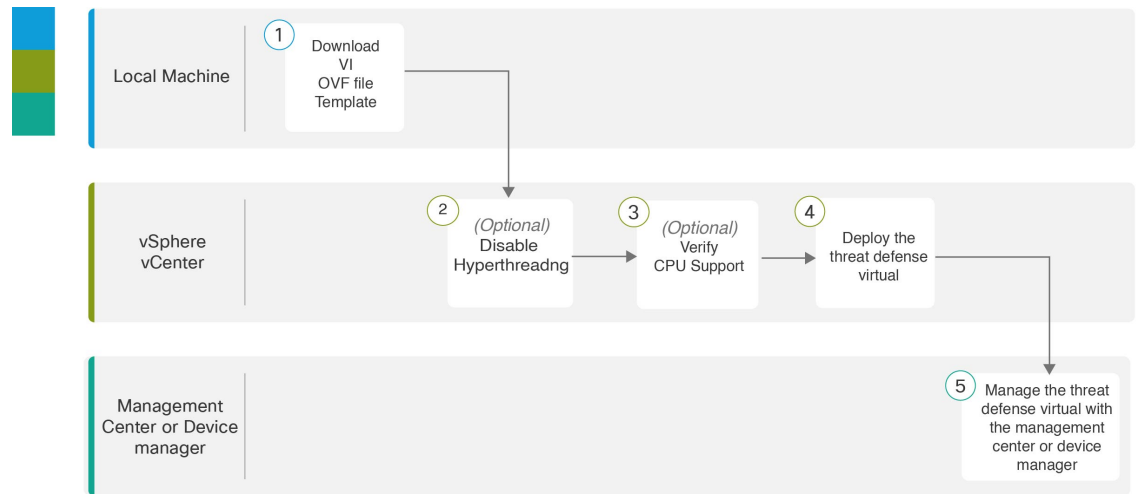 Local Machine
1
Download
VI
OVF file
Template
vSphere
vCenter
2
(Optional)
Disable
Hyperthreadng
3
(Optional)
Verify
CPU Support
4
Deploy the
threat defense
virtual
Management
Center or Device
manager
5
Manage the threat
defense virtual with
the management
center or device
manager